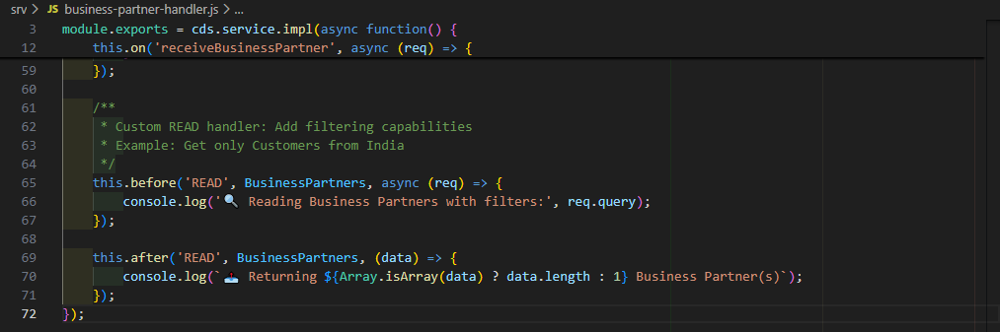 srv > JS business-partner-handler.js > ...
3 module.exports = cds.service.impl(async function() {
12 this.on('receiveBusinessPartner', async (req) => {
59 });
60
61 /**
62 * Custom READ handler: Add filtering capabilities
63 * Example: Get only Customers from India
64 */
65 this.before('READ', BusinessPartners, async (req) => {
66 console.log('🔍 Reading Business Partners with filters:', req.query);
67 });
68
69 this.after('READ', BusinessPartners, (data) => {
70 console.log(`📤 Returning ${Array.isArray(data) ? data.length : 1} Business Partner(s)`);
71 });
72 });